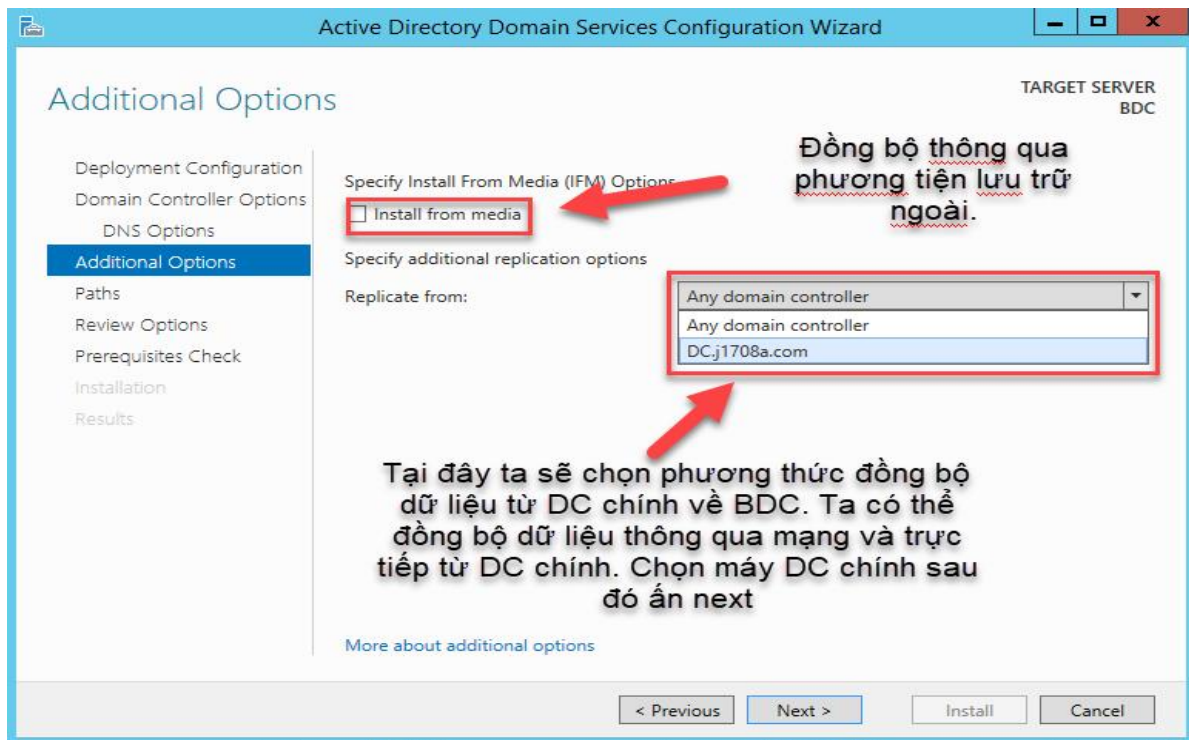 Active Directory Domain Services Configuration Wizard
Additional Options
TARGET SERVER
BDC
Deployment Configuration
Domain Controller Options
DNS Options
Additional Options
Paths
Review Options
Prerequisites Check
Installation
Results
Specify Install From Media (IFM) Options
Install from media
Đồng bộ thông qua
phương tiện lưu trữ
ngoài.
Specify additional replication options
Replicate from:
Any domain controller
Any domain controller
DC.j1708a.com
Tại đây ta sẽ chọn phương thức đồng bộ
dữ liệu từ DC chính về BDC. Ta có thể
đồng bộ dữ liệu thông qua mạng và trực
tiếp từ DC chính. Chọn máy DC chính sau
đó ấn next
More about additional options
< Previous
Next >
Install
Cancel